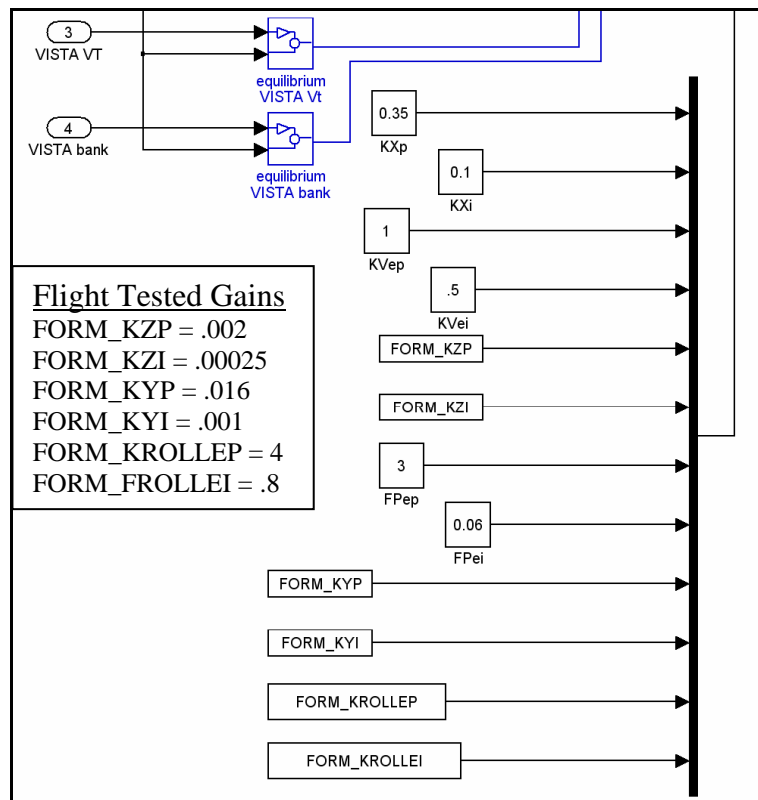 3
VISTA VT
equilibrium
VISTA Vt
4
VISTA bank
equilibrium
VISTA bank
0.35
KXp
0.1
KXi
1
KVep
.5
KVei
Flight Tested Gains
FORM_KZP = .002
FORM_KZI = .00025
FORM_KYP = .016
FORM_KYI = .001
FORM_KROLLEP = 4
FORM_FROLLEI = .8
FORM_KZP
FORM_KZI
3
FPep
0.06
FPei
FORM_KYP
FORM_KYI
FORM_KROLLEP
FORM_KROLLEI